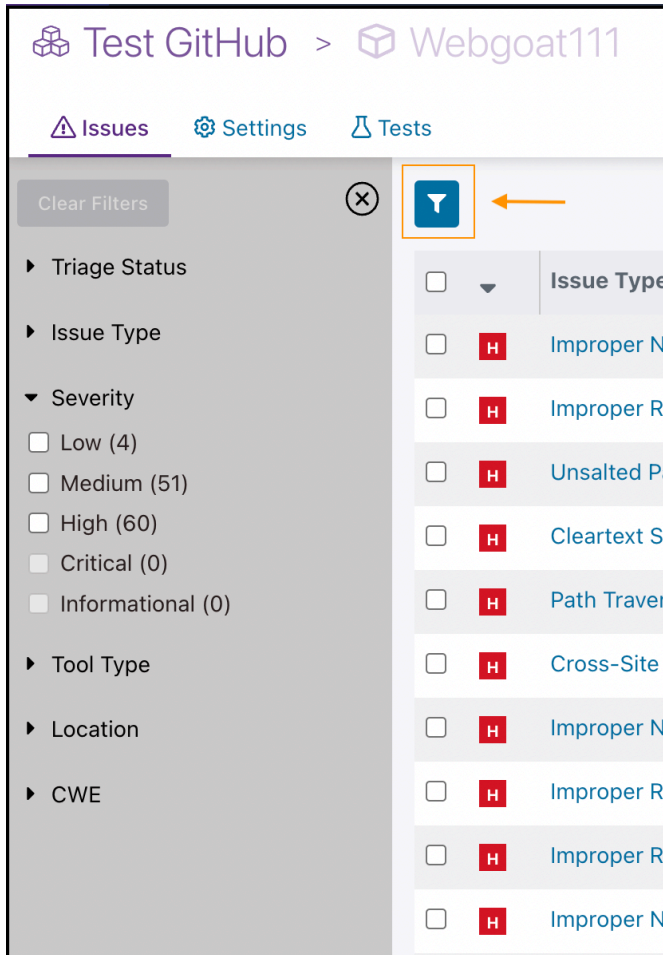 Test GitHub > Webgoat111
Issues Settings Tests
Clear Filters
Triage Status
Issue Type
Severity
Low (4)
Medium (51)
High (60)
Critical (0)
Informational (0)
Tool Type
Location
CWE
Issue Type
H Improper N
H Improper R
H Unsalted Pa
H Cleartext S
H Path Traver
H Cross-Site
H Improper N
H Improper R
H Improper R
H Improper N